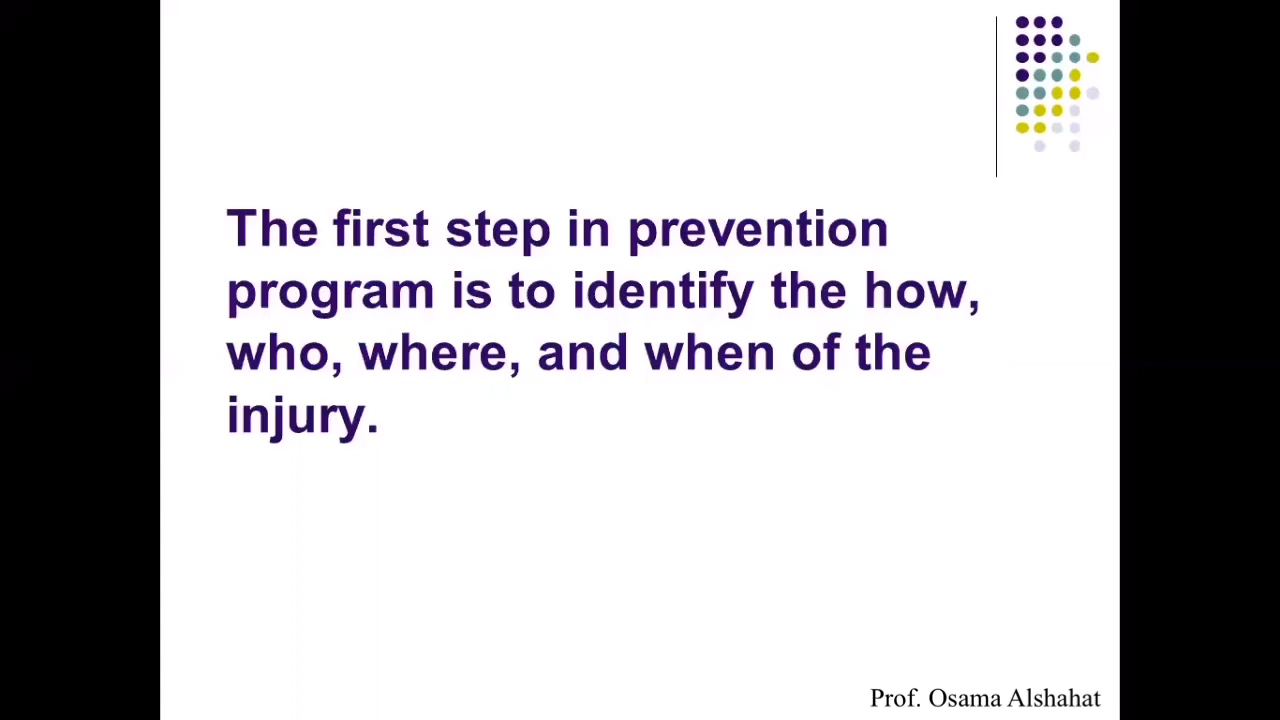 The first step in prevention
program is to identify the how,
who, where, and when of the
injury.
Prof. Osama Alshahat